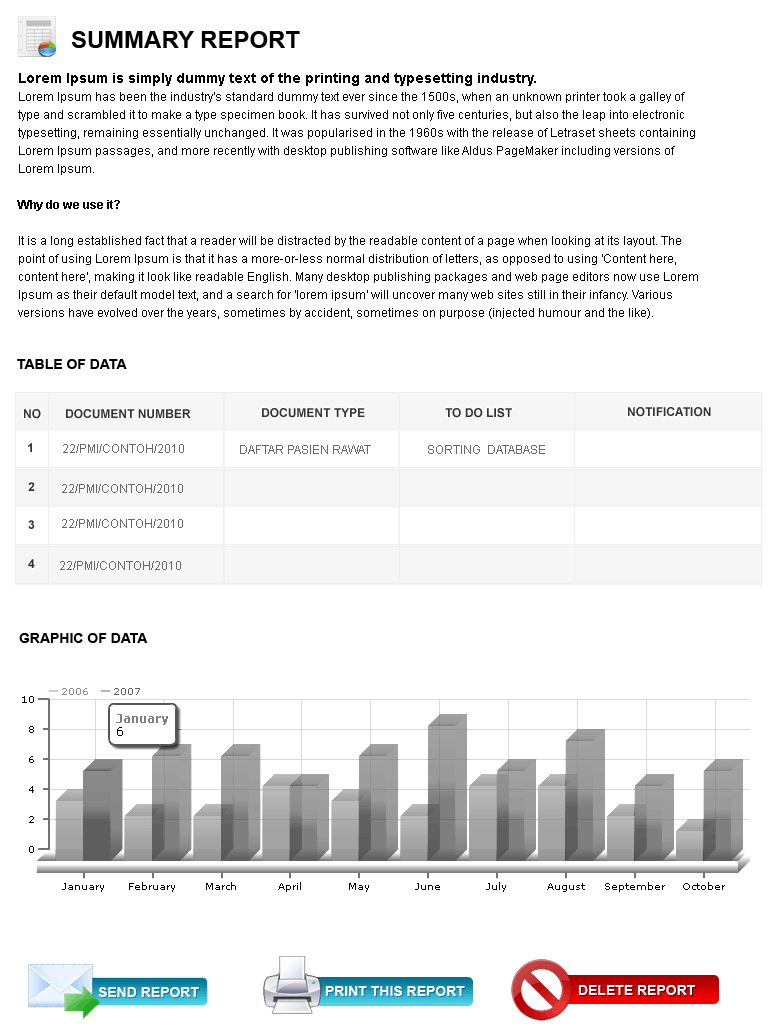 SUMMARY REPORT
Lorem Ipsum is simply dummy text of the printing and typesetting industry.
Lorem Ipsum has been the industry's standard dummy text ever since the 1500s, when an unknown printer took a galley of
type and scrambled it to make a type specimen book. It has survived not only five centuries, but also the leap into electronic
typesetting, remaining essentially unchanged. It was popularised in the 1960s with the release of Letraset sheets containing
Lorem Ipsum passages, and more recently with desktop publishing software like Aldus PageMaker including versions of
Lorem Ipsum.
Why do we use it?
It is a long established fact that a reader will be distracted by the readable content of a page when looking at its layout. The
point of using Lorem Ipsum is that it has a more-or-less normal distribution of letters, as opposed to using 'Content here,
content here', making it look like readable English. Many desktop publishing packages and web page editors now use Lorem
Ipsum as their default model text, and a search for 'lorem ipsum' will uncover many web sites still in their infancy. Various
versions have evolved over the years, sometimes by accident, sometimes on purpose (injected humour and the like).
TABLE OF DATA
NO DOCUMENT NUMBER DOCUMENT TYPE TO DO LIST NOTIFICATION
1 22/PMI/CONTOH/2010 DAFTAR PASIEN RAWAT SORTING DATABASE
2 22/PMI/CONTOH/2010
3 22/PMI/CONTOH/2010
4 22/PMI/CONTOH/2010
GRAPHIC OF DATA
2006 2007
10
January
6
8
6
4
2
0
January February March April May June July August September October
SEND REPORT PRINT THIS REPORT DELETE REPORT